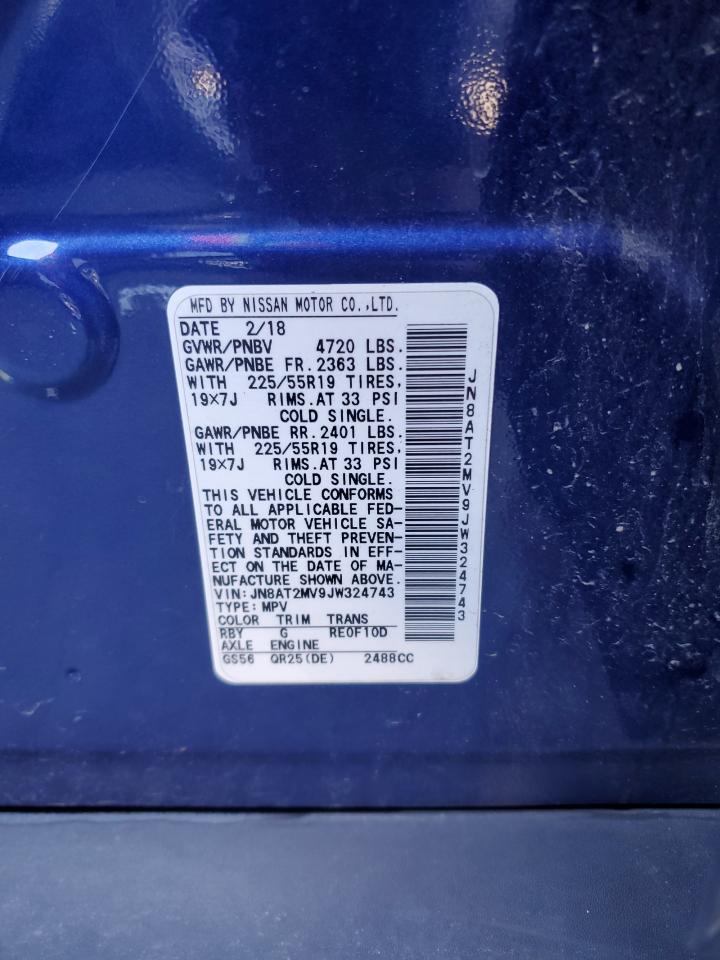 MFD BY NISSAN MOTOR CO.,LTD.
DATE 2/18
GVWR/PNBV 4720 LBS.
GAWR/PNBE FR. 2363 LBS.
WITH 225/55R19 TIRES,
19×7J RIMS.AT 33 PSI
COLD SINGLE.
GAWR/PNBE RR. 2401 LBS.
WITH 225/55R19 TIRES,
19×7J RIMS.AT 33 PSI
COLD SINGLE.
THIS VEHICLE CONFORMS
TO ALL APPLICABLE FED-
ERAL MOTOR VEHICLE SA-
FETY AND THEFT PREVEN-
TION STANDARDS IN EFF-
ECT ON THE DATE OF MA-
NUFACTURE SHOWN ABOVE.
VIN:JN8AT2MV9JW324743
TYPE:MPV
COLOR TRIM TRANS
RBY G RE0F10D
AXLE ENGINE
GS56 QR25(DE) 2488CC
JN8AT2MV9JW324743